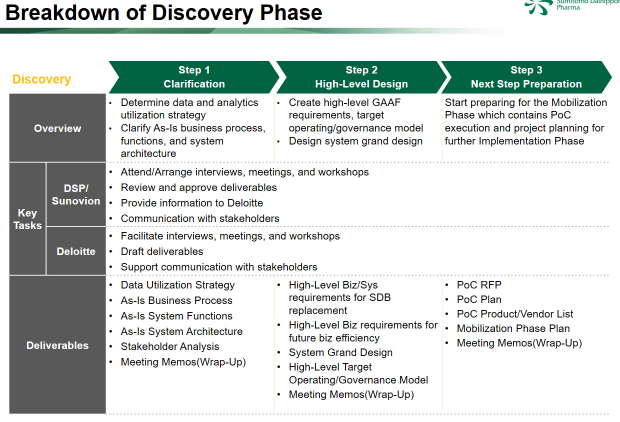 Breakdown of Discovery Phase
Sumitomo Dainippon
Pharma
Discovery
Step 1
Clarification
Step 2
High-Level Design
Step 3
Next Step Preparation
Overview
• Determine data and analytics
utilization strategy
• Clarify As-Is business process,
functions, and system
architecture
• Create high-level GAAF
requirements, target
operating/governance model
• Design system grand design
Start preparing for the Mobilization
Phase which contains PoC
execution and project planning for
further Implementation Phase
Key
Tasks
DSP/
Sunovion
• Attend/Arrange interviews, meetings, and workshops
• Review and approve deliverables
• Provide information to Deloitte
• Communication with stakeholders
Deloitte
• Facilitate interviews, meetings, and workshops
• Draft deliverables
• Support communication with stakeholders
Deliverables
• Data Utilization Strategy
• As-Is Business Process
• As-Is System Functions
• As-Is System Architecture
• Stakeholder Analysis
• Meeting Memos(Wrap-Up)
• High-Level Biz/Sys
requirements for SDB
replacement
• High-Level Biz requirements for
future biz efficiency
• System Grand Design
• High-Level Target
Operating/Governance Model
• Meeting Memos(Wrap-Up)
• PoC RFP
• PoC Plan
• PoC Product/Vendor List
• Mobilization Phase Plan
• Meeting Memos(Wrap-Up)